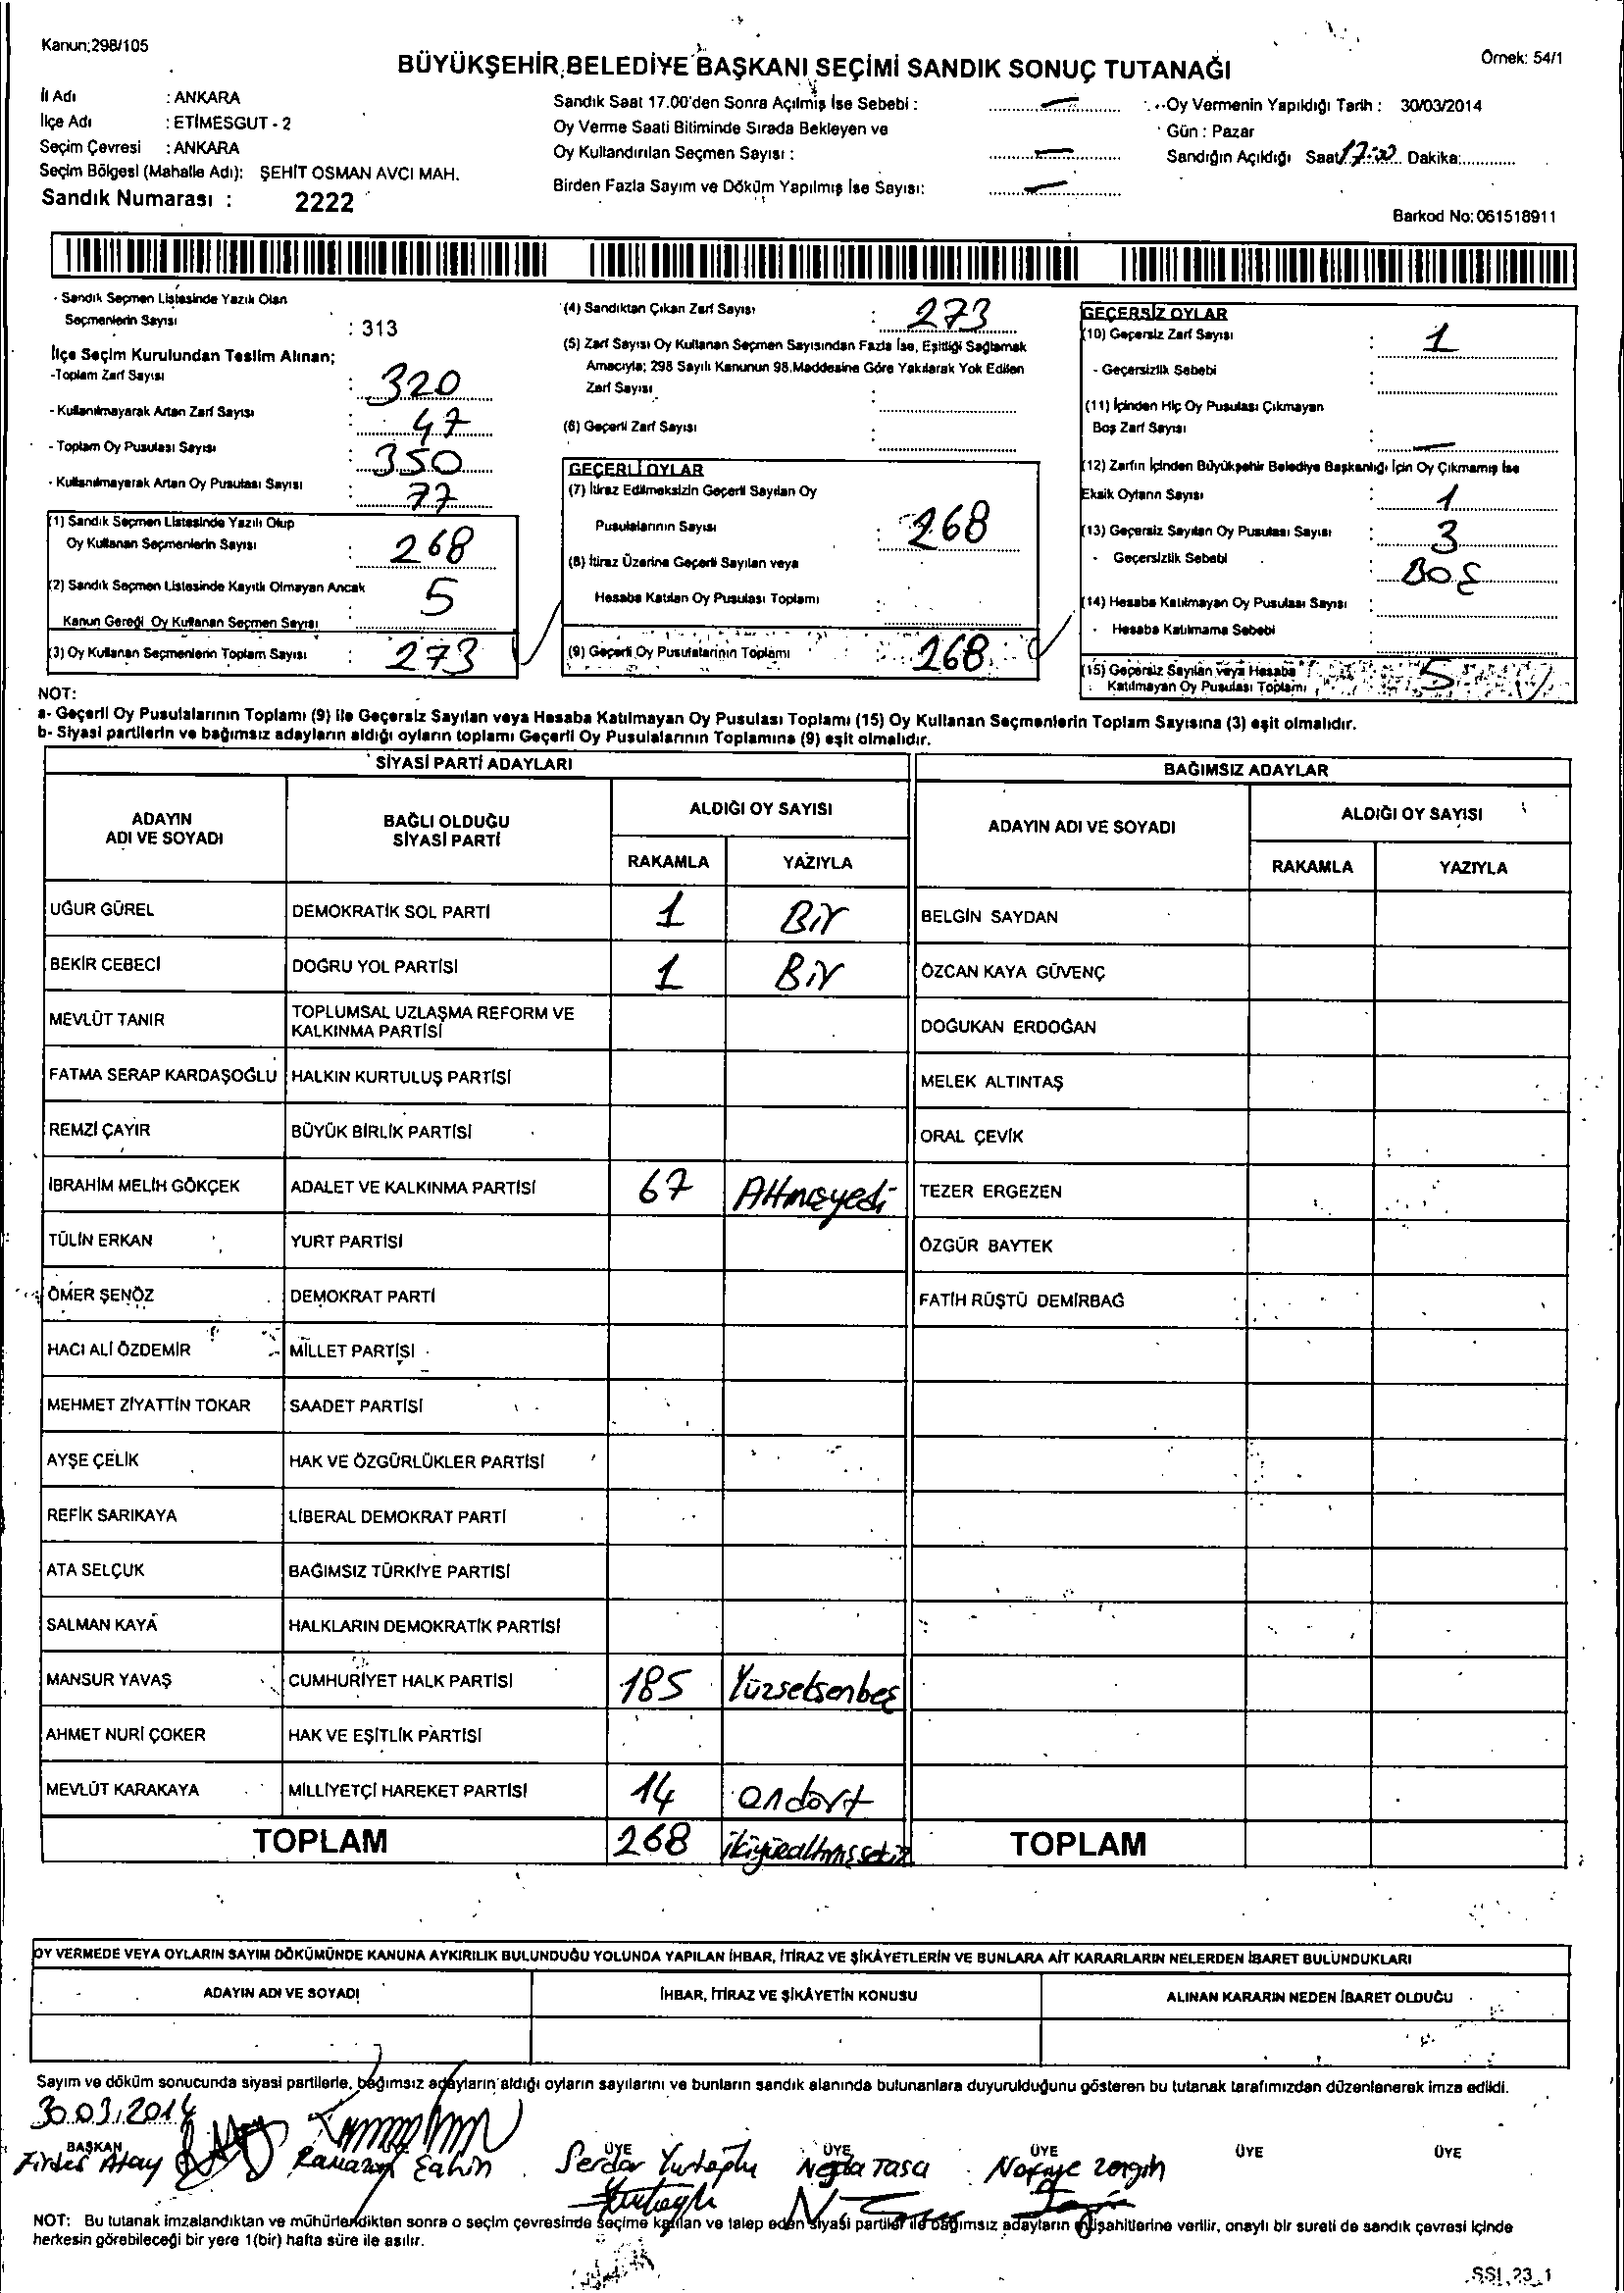 Kanun;298/105
Örnek: 54/1
BÜYÜKŞEHİR BELEDİYE BAŞKANI SEÇİMİ SANDIK SONUÇ TUTANAĞI
İl Adı : ANKARA
İlçe Adı : ETİMESGUT - 2
Seçim Çevresi : ANKARA
Seçim Bölgesi (Mahalle Adı): ŞEHİT OSMAN AVCI MAH.
Sandık Numarası : 2222
Sandık Saat 17.00'den Sonra Açılmış İse Sebebi :
Oy Verme Saati Bitiminde Sırada Bekleyen ve
Oy Kullandırılan Seçmen Sayısı :
Birden Fazla Sayım ve Döküm Yapılmış İse Sayısı:
Oy Vermenin Yapıldığı Tarih : 30/03/2014
Gün : Pazar
Sandığın Açıldığı Saat 17:00 Dakika:
Barkod No: 061518911
- Sandık Seçmen Listesinde Yazılı Olan
Seçmenlerin Sayısı : 313
İlçe Seçim Kurulundan Teslim Alınan;
-Toplam Zarf Sayısı : 320
- Kullanılmayarak Artan Zarf Sayısı : 47
- Toplam Oy Pusulası Sayısı : 350
- Kullanılmayarak Artan Oy Pusulası Sayısı : 77
(1) Sandık Seçmen Listesinde Yazılı Olup
Oy Kullanan Seçmenlerin Sayısı : 268
(2) Sandık Seçmen Listesinde Kayıtlı Olmayan Ancak
Kanun Gereği Oy Kullanan Seçmen Sayısı : 5
(3) Oy Kullanan Seçmenlerin Toplam Sayısı : 273
(4) Sandıktan Çıkan Zarf Sayısı : 273
(5) Zarf Sayısı Oy Kullanan Seçmen Sayısından Fazla İse, Eşitliği Sağlamak
Amacıyla; 298 Sayılı Kanunun 98.Maddesine Göre Yakılarak Yok Edilen
Zarf Sayısı :
(6) Geçerli Zarf Sayısı :
GEÇERLİ OYLAR
(7) İtiraz Edilmeksizin Geçerli Sayılan Oy
Pusulalarının Sayısı : 268
(8) İtiraz Üzerine Geçerli Sayılan veya
Hesaba Katılan Oy Pusulası Toplamı :
(9) Geçerli Oy Pusulalarının Toplamı : 268
GEÇERSİZ OYLAR
(10) Geçersiz Zarf Sayısı : 1
- Geçersizlik Sebebi :
(11) İçinden Hiç Oy Pusulası Çıkmayan
Boş Zarf Sayısı :
(12) Zarfın İçinden Büyükşehir Belediye Başkanlığı İçin Oy Çıkmamış İse
Eksik Oyların Sayısı : 1
(13) Geçersiz Sayılan Oy Pusulası Sayısı : 3
- Geçersizlik Sebebi : BOŞ
(14) Hesaba Katılmayan Oy Pusulası Sayısı :
- Hesaba Katılmama Sebebi
(15) Geçersiz Sayılan veya Hesaba
Katılmayan Oy Pusulası Toplamı 5
NOT:
a- Geçerli Oy Pusulalarının Toplamı (9) ile Geçersiz Sayılan veya Hesaba Katılmayan Oy Pusulası Toplamı (15) Oy Kullanan Seçmenlerin Toplam Sayısına (3) eşit olmalıdır.
b- Siyasi partilerin ve bağımsız adayların aldığı oyların toplamı Geçerli Oy Pusulalarının Toplamına (9) eşit olmalıdır.
SİYASİ PARTİ ADAYLARI
BAĞIMSIZ ADAYLAR
ADAYIN
ADI VE SOYADI
BAĞLI OLDUĞU
SİYASİ PARTİ
ALDIĞI OY SAYISI
RAKAMLA YAZIYLA
ADAYIN ADI VE SOYADI
ALDIĞI OY SAYISI
RAKAMLA YAZIYLA
UĞUR GÜREL DEMOKRATİK SOL PARTİ 1 Bir BELGİN SAYDAN
BEKİR CEBECİ DOĞRU YOL PARTİSİ 1 Bir ÖZCAN KAYA GÜVENÇ
MEVLÜT TANIR TOPLUMSAL UZLAŞMA REFORM VE
KALKINMA PARTİSİ DOĞUKAN ERDOĞAN
FATMA SERAP KARDAŞOĞLU HALKIN KURTULUŞ PARTİSİ MELEK ALTINTAŞ
REMZİ ÇAYIR BÜYÜK BİRLİK PARTİSİ ORAL ÇEVİK
İBRAHİM MELİH GÖKÇEK ADALET VE KALKINMA PARTİSİ 67 Altmışyedi TEZER ERGEZEN
TÜLİN ERKAN YURT PARTİSİ ÖZGÜR BAYTEK
ÖMER ŞENÖZ DEMOKRAT PARTİ FATİH RÜŞTÜ DEMİRBAĞ
HACI ALİ ÖZDEMİR MİLLET PARTİSİ
MEHMET ZİYATTİN TOKAR SAADET PARTİSİ
AYŞE ÇELİK HAK VE ÖZGÜRLÜKLER PARTİSİ
REFİK SARIKAYA LİBERAL DEMOKRAT PARTİ
ATA SELÇUK BAĞIMSIZ TÜRKİYE PARTİSİ
SALMAN KAYA HALKLARIN DEMOKRATİK PARTİSİ
MANSUR YAVAŞ CUMHURİYET HALK PARTİSİ 185 Yüzseksenbeş
AHMET NURİ ÇOKER HAK VE EŞİTLİK PARTİSİ
MEVLÜT KARAKAYA MİLLİYETÇİ HAREKET PARTİSİ 14 ondört
TOPLAM 268 ikiyüzaltmışsekiz TOPLAM
OY VERMEDE VEYA OYLARIN SAYIM DÖKÜMÜNDE KANUNA AYKIRILIK BULUNDUĞU YOLUNDA YAPILAN İHBAR, İTİRAZ VE ŞİKÂYETLERİN VE BUNLARA AİT KARARLARIN NELERDEN İBARET BULUNDUKLARI
ADAYIN ADI VE SOYADI İHBAR, İTİRAZ VE ŞİKÂYETİN KONUSU ALINAN KARARIN NEDEN İBARET OLDUĞU
Sayım ve döküm sonucunda siyasi partilerle, bağımsız adayların aldığı oyların sayılarını ve bunların sandık alanında bulunanlara duyurulduğunu gösteren bu tutanak tarafımızdan düzenlenerek imza edildi.
30.03.2014
BAŞKAN ÜYE ÜYE ÜYE ÜYE ÜYE
Atay Ramazan Şahin Serdar Yurtoğlu Negda Tasa Zengin
NOT: Bu tutanak imzalandıktan ve mühürlendikten sonra o seçim çevresinde seçime katılan ve talep eden siyasi partiler ile bağımsız adayların müşahitlerine verilir, onaylı bir sureti de sandık çevresi içinde
herkesin görebileceği bir yere 1(bir) hafta süre ile asılır.
SSI_23_1